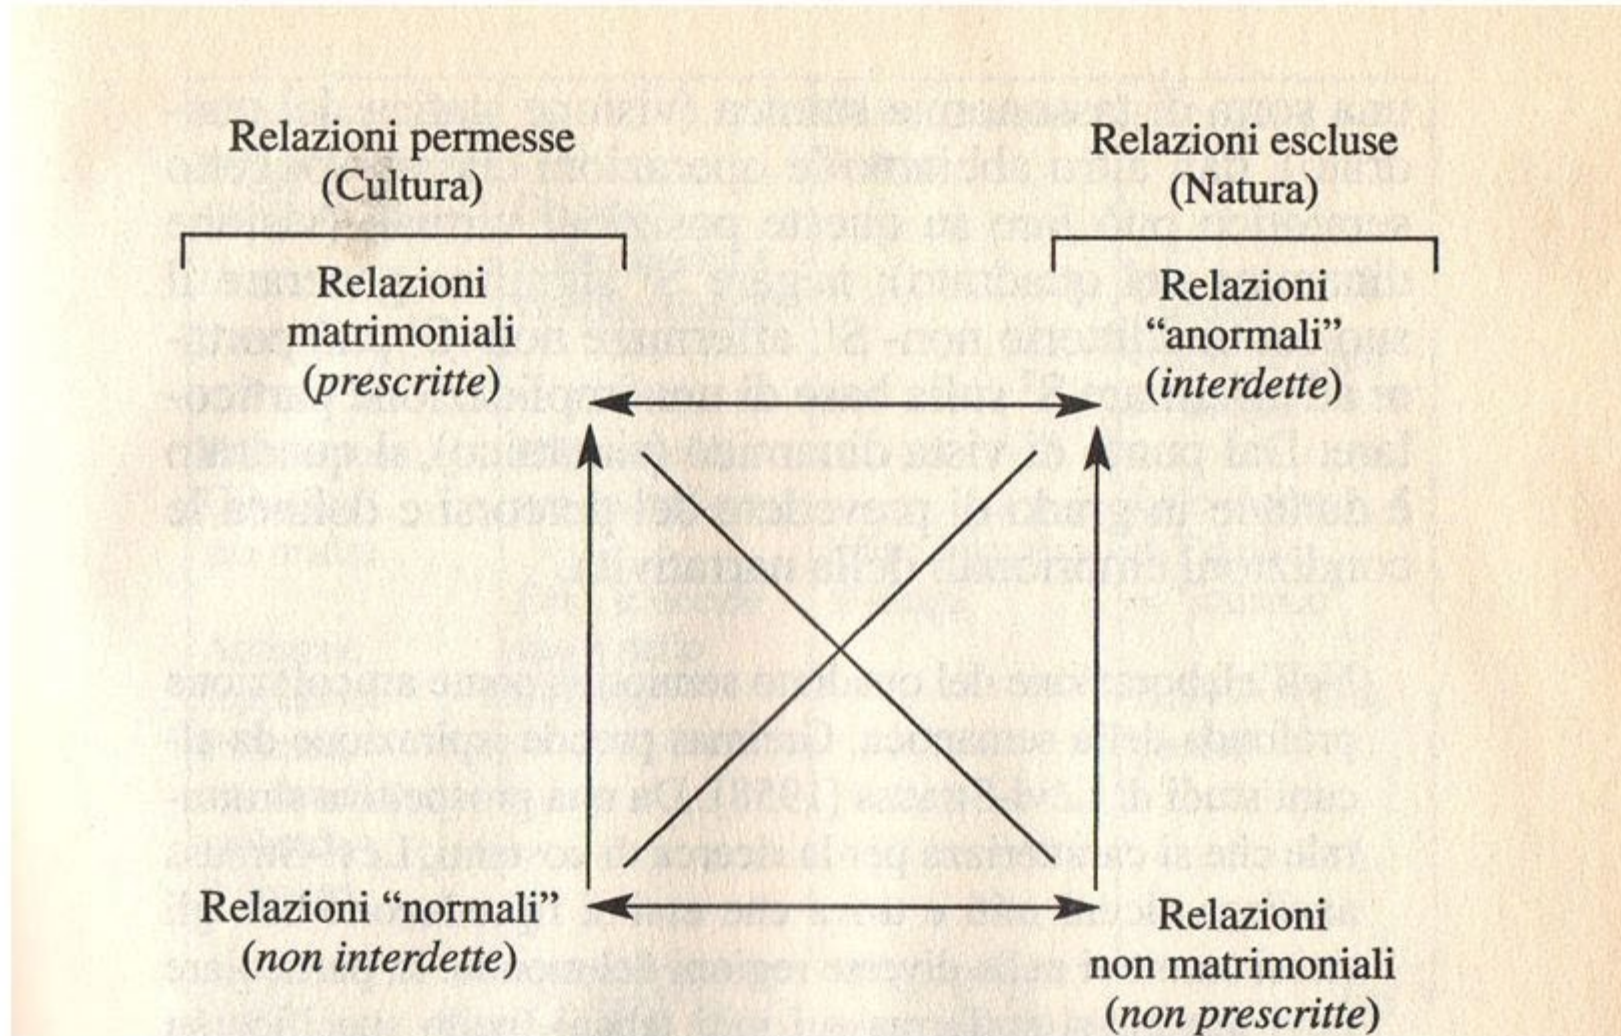 Relazioni permesse
(Cultura)
Relazioni escluse
(Natura)
Relazioni
matrimoniali
(prescritte)
Relazioni
“anormali”
(interdette)
Relazioni “normali”
(non interdette)
Relazioni
non matrimoniali
(non prescritte)